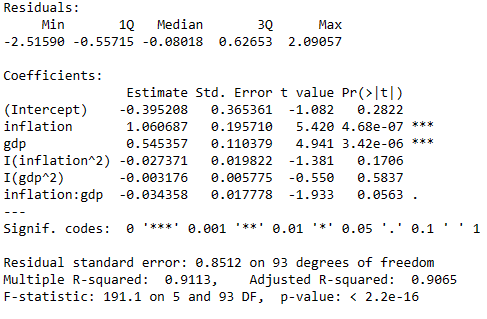 Residuals:
     Min       1Q   Median       3Q      Max
-2.51590 -0.55715 -0.08018  0.62653  2.09057

Coefficients:
                Estimate Std. Error t value Pr(>|t|)
(Intercept)    -0.395208   0.365361  -1.082   0.2822
inflation       1.060687   0.195710   5.420 4.68e-07 ***
gdp             0.545357   0.110379   4.941 3.42e-06 ***
I(inflation^2) -0.027371   0.019822  -1.381   0.1706
I(gdp^2)       -0.003176   0.005775  -0.550   0.5837
inflation:gdp  -0.034358   0.017778  -1.933   0.0563 .
---
Signif. codes:  0 '***' 0.001 '**' 0.01 '*' 0.05 '.' 0.1 ' ' 1

Residual standard error: 0.8512 on 93 degrees of freedom
Multiple R-squared:  0.9113,    Adjusted R-squared:  0.9065
F-statistic: 191.1 on 5 and 93 DF,  p-value: < 2.2e-16